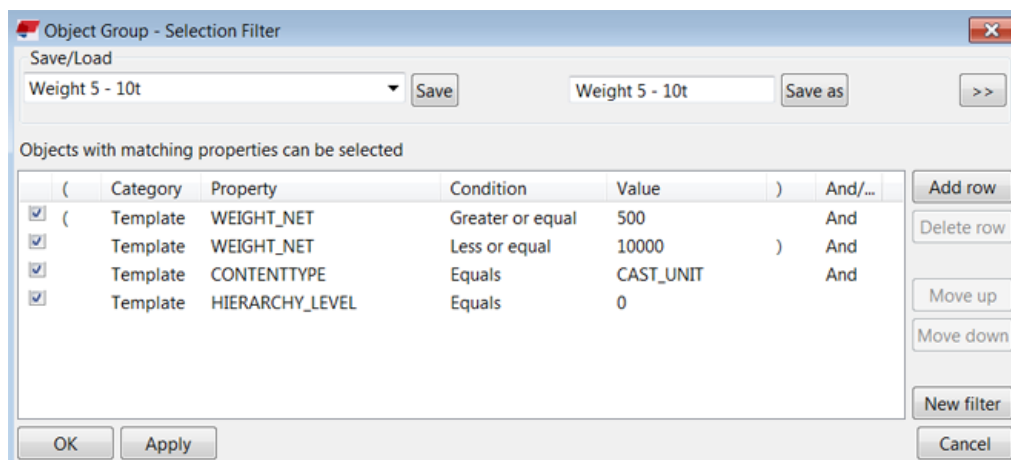 Object Group - Selection Filter
Save/Load
Weight 5 - 10t Save Weight 5 - 10t Save as >>
Objects with matching properties can be selected
( Category Property Condition Value ) And/... Add row
( Template WEIGHT_NET Greater or equal 500 And
Delete row
Template WEIGHT_NET Less or equal 10000 ) And
Template CONTENTTYPE Equals CAST_UNIT And
Template HIERARCHY_LEVEL Equals 0 Move up
Move down
New filter
OK Apply Cancel